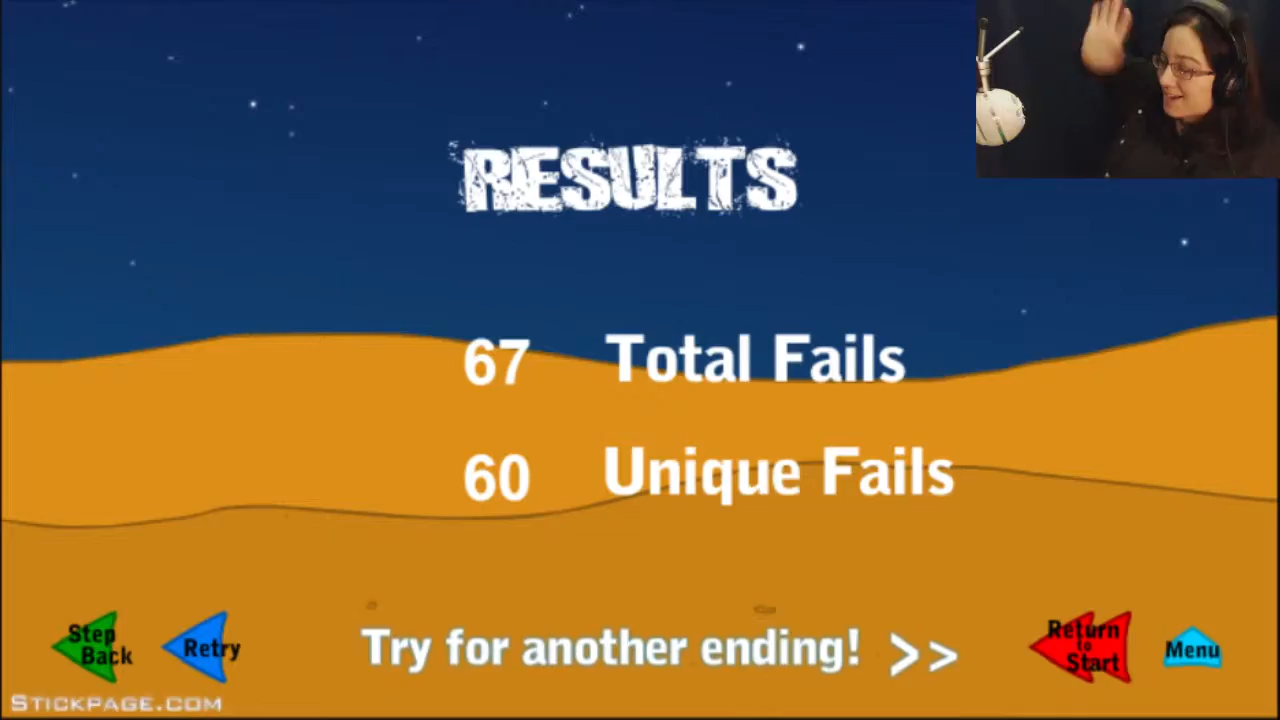 RESULTS
67 Total Fails
60 Unique Fails
Step Back
Retry
Try for another ending! >>
Return to Start
Menu
STICKPAGE.COM